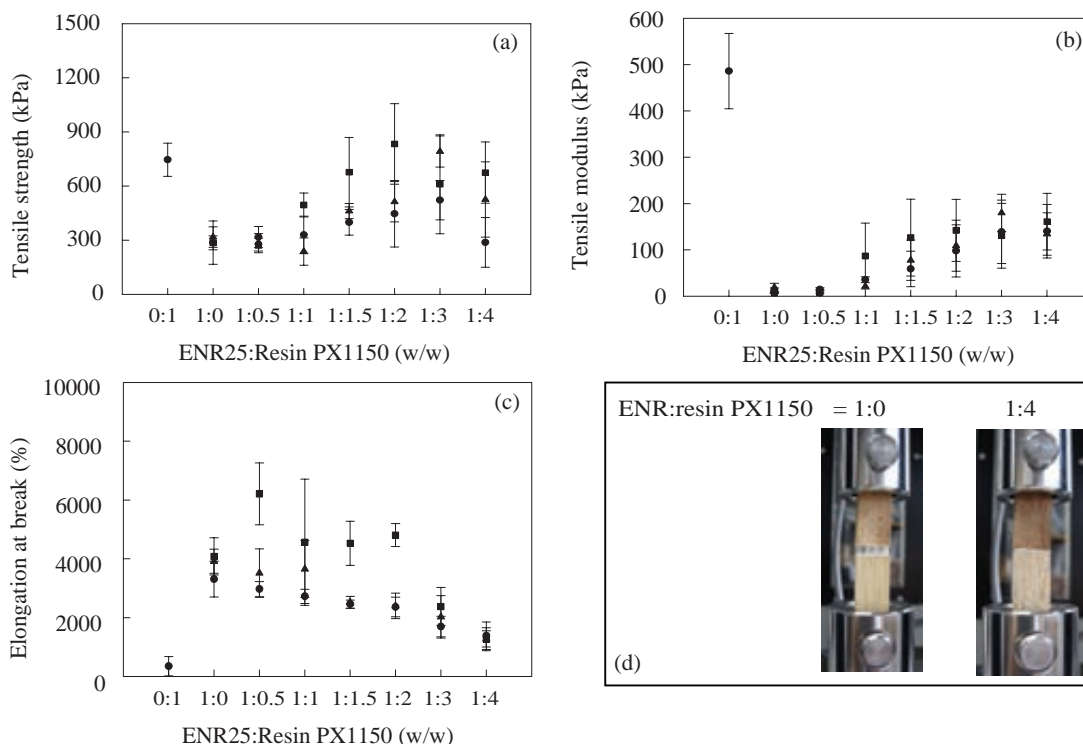 1500
(a)
1200
900
600
300
0
Tensile strength (kPa)
0:1 1:0 1:0.5 1:1 1:1.5 1:2 1:3 1:4
ENR25:Resin PX1150 (w/w)
600
(b)
500
400
300
200
100
0
Tensile modulus (kPa)
0:1 1:0 1:0.5 1:1 1:1.5 1:2 1:3 1:4
ENR25:Resin PX1150 (w/w)
10000
(c)
8000
6000
4000
2000
0
Elongation at break (%)
0:1 1:0 1:0.5 1:1 1:1.5 1:2 1:3 1:4
ENR25:Resin PX1150 (w/w)
ENR:resin PX1150 = 1:0 1:4
(d)